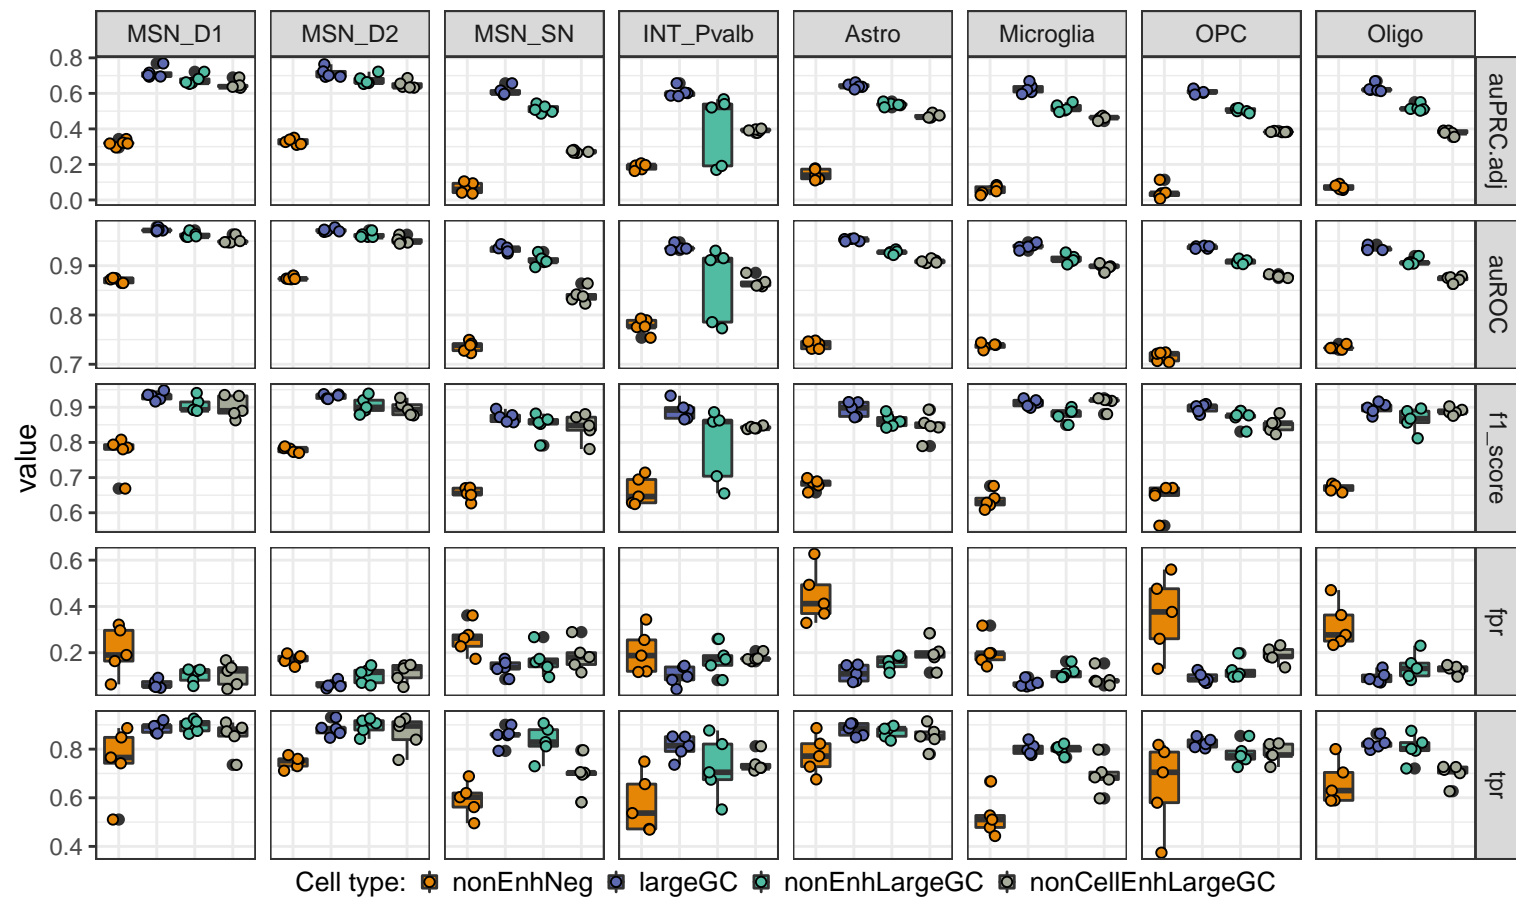 MSN_D1 MSN_D2 MSN_SN INT_Pvalb Astro Microglia OPC Oligo
0.8
0.6
0.4
0.2
0.0
auPRC.adj
0.9
0.8
0.7
auROC
0.9
0.8
0.7
0.6
f1_score
value
0.6
0.4
0.2
fpr
0.8
0.6
0.4
tpr
Cell type: nonEnhNeg largeGC nonEnhLargeGC nonCellEnhLargeGC